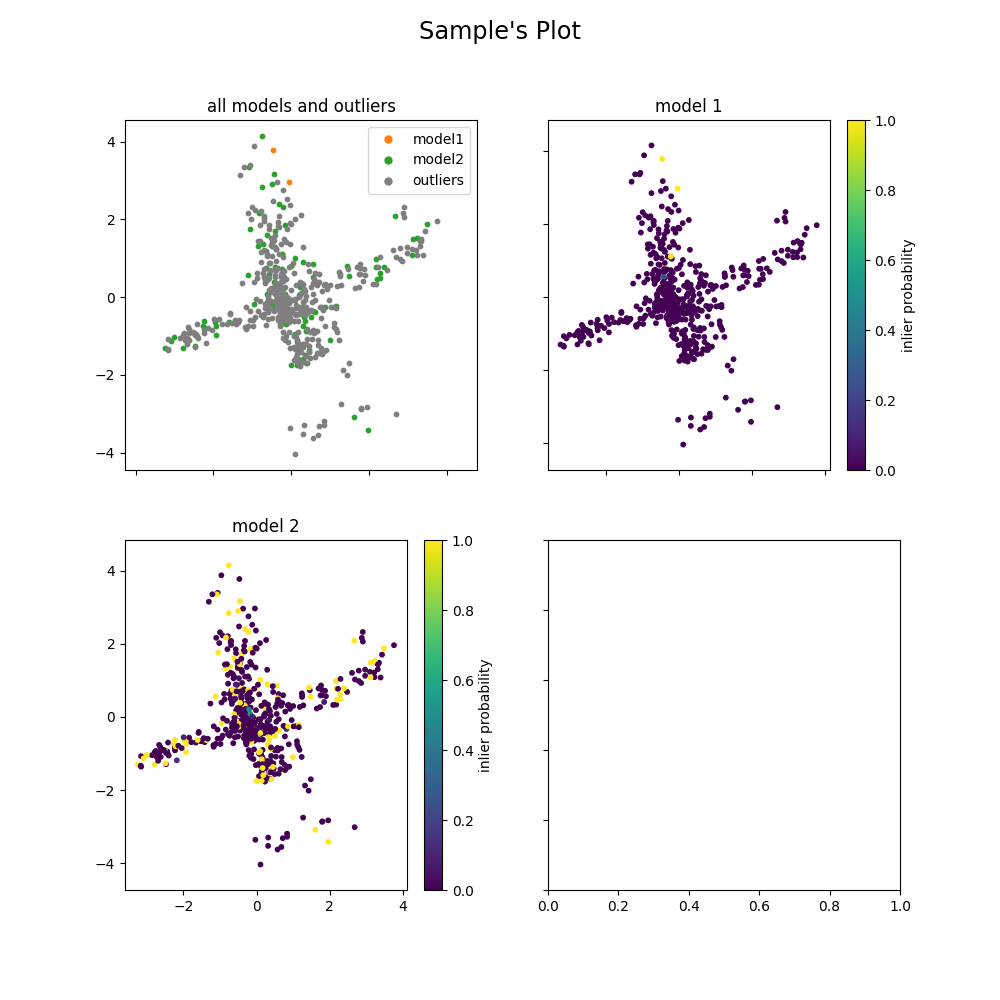 Sample's Plot
all models and outliers
model 1
4
2
0
−2
−4
model1
model2
outliers
1.0
0.8
0.6
0.4
0.2
0.0
inlier probability
model 2
4
2
0
−2
−4
−2 0 2 4
1.0
0.8
0.6
0.4
0.2
0.0
inlier probability
0.0 0.2 0.4 0.6 0.8 1.0